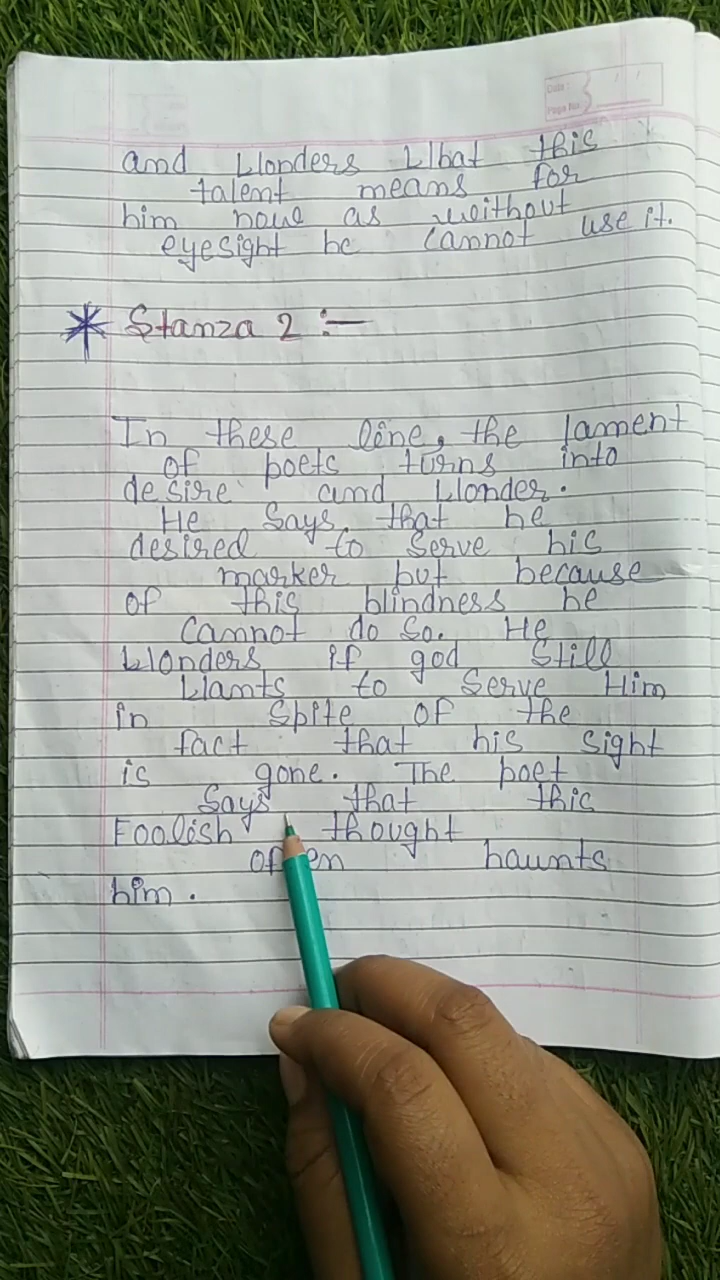 Date :
Page No.
and Wonders What this
talent means for
him now as without
eyesight he cannot use it.
* Stanza 2 :-
In these line, the lament
of poets turns into
desire and Wonder.
He Says that he
desired to Serve his
marker but because
of this blindness he
Cannot do So. He
Wonders if god Still
Wants to Serve Him
in Spite of the
fact that his sight
is gone. The poet
Says that this
Foolish thought
often haunts
him.